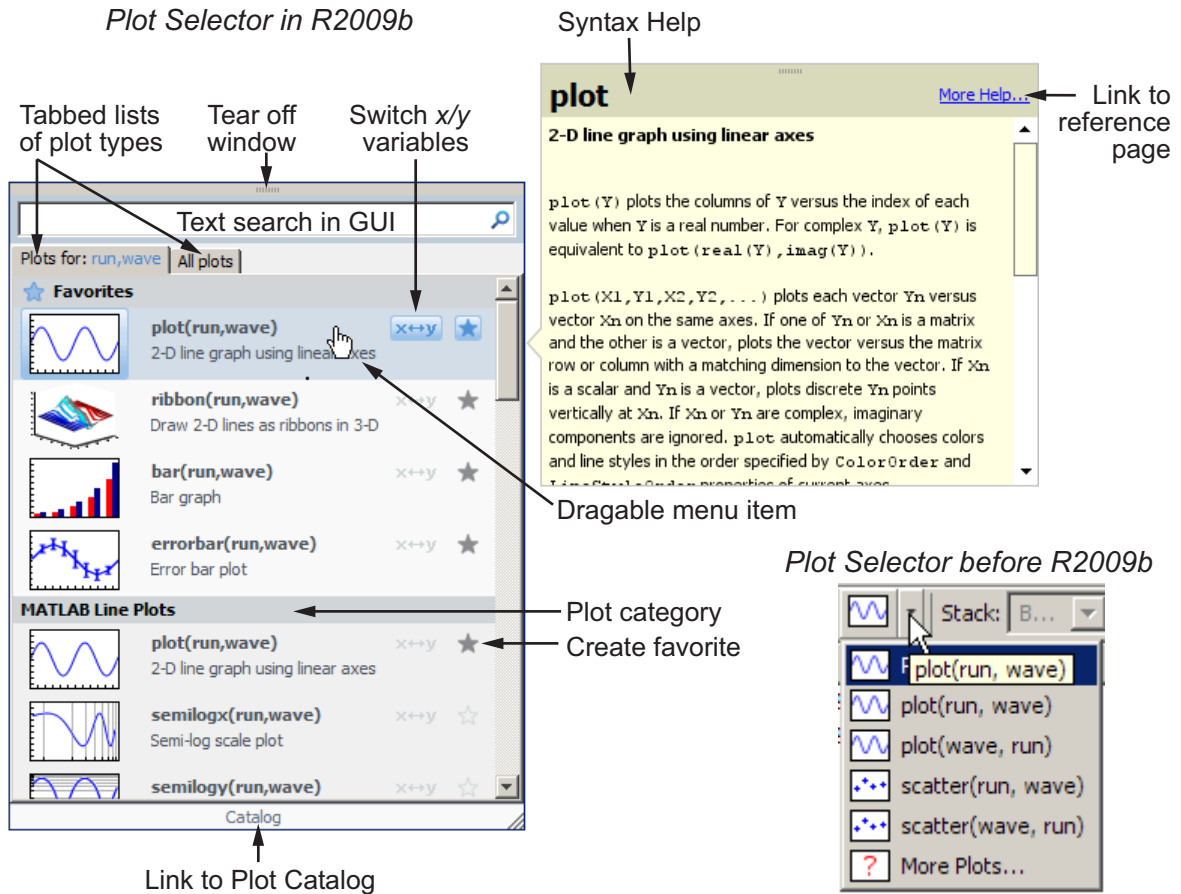 Plot Selector in R2009b
Syntax Help
Tabbed lists
of plot types
Tear off
window
Switch x/y
variables
Link to
reference
page
plot
More Help...
2-D line graph using linear axes
plot(Y) plots the columns of Y versus the index of each
value when Y is a real number. For complex Y, plot(Y) is
equivalent to plot(real(Y),imag(Y)).
plot(X1,Y1,X2,Y2,...) plots each vector Yn versus
vector Xn on the same axes. If one of Yn or Xn is a matrix
and the other is a vector, plots the vector versus the matrix
row or column with a matching dimension to the vector. If Xn
is a scalar and Yn is a vector, plots discrete Yn points
vertically at Xn. If Xn or Yn are complex, imaginary
components are ignored. plot automatically chooses colors
and line styles in the order specified by ColorOrder and
LineStyleOrder properties of current axes
Text search in GUI
Plots for: run,wave
All plots
Favorites
plot(run,wave)
x↔y
2-D line graph using linear axes
ribbon(run,wave)
x↔y
Draw 2-D lines as ribbons in 3-D
bar(run,wave)
x↔y
Bar graph
errorbar(run,wave)
x↔y
Error bar plot
MATLAB Line Plots
plot(run,wave)
x↔y
2-D line graph using linear axes
semilogx(run,wave)
x↔y
Semi-log scale plot
semilogy(run,wave)
x↔y
Catalog
Dragable menu item
Plot category
Create favorite
Link to Plot Catalog
Plot Selector before R2009b
Stack: B...
plot(run, wave)
plot(run, wave)
plot(wave, run)
scatter(run, wave)
scatter(wave, run)
? More Plots...